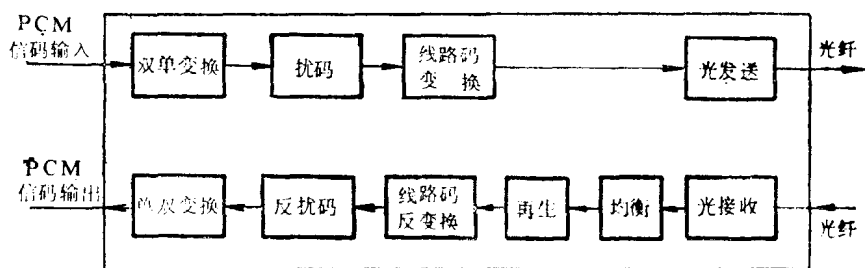 PCM
信码输入
双单变换
扰码
线路码
变换
光发送
光纤
PCM
信码输出
单双变换
反扰码
线路码
反变换
再生
均衡
光接收
光纤